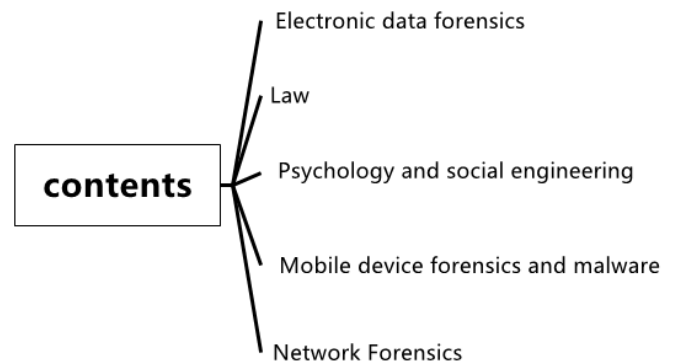 contents
Electronic data forensics
Law
Psychology and social engineering
Mobile device forensics and malware
Network Forensics